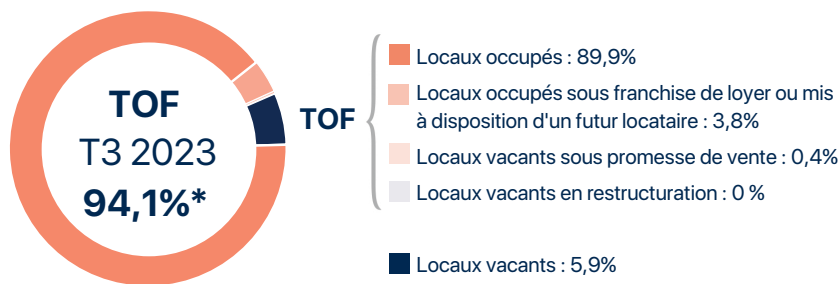 TOF
T3 2023
94,1%*
TOF
Locaux occupés : 89,9%
Locaux occupés sous franchise de loyer ou mis
à disposition d'un futur locataire : 3,8%
Locaux vacants sous promesse de vente : 0,4%
Locaux vacants en restructuration : 0 %
Locaux vacants : 5,9%